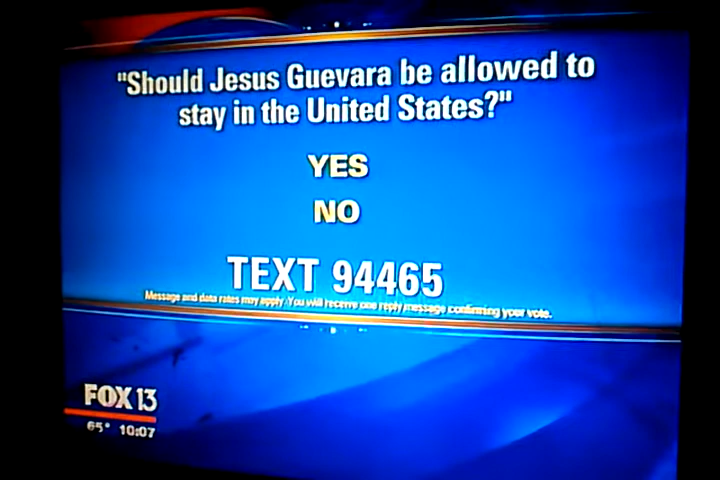 "Should Jesus Guevara be allowed to
stay in the United States?"
YES
NO
TEXT 94465
Message and data rates may apply. You will receive one reply message confirming your vote.
FOX 13
65° 10:07